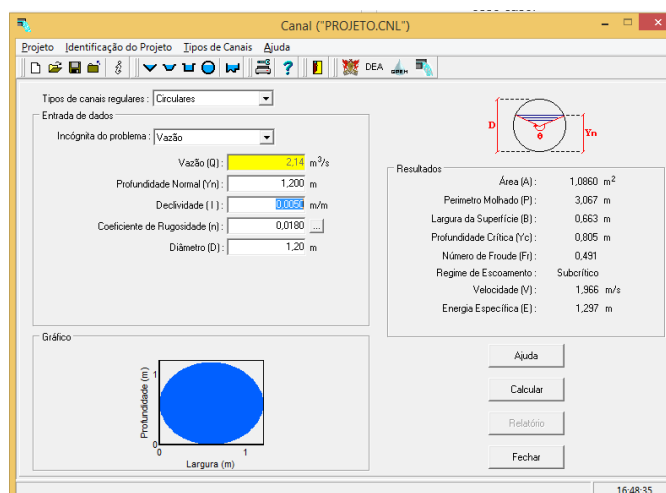 Canal ("PROJETO.CNL")
Projeto Identificação do Projeto Tipos de Canais Ajuda
DEA
GPRH
Tipos de canais regulares : Circulares
Entrada de dados
Incógnita do problema : Vazão
Vazão (Q) : 2,14 m³/s
Profundidade Normal (Yn) : 1,200 m
Declividade ( I ) : 0,0050 m/m
Coeficiente de Rugosidade (n) : 0,0180 ...
Diâmetro (D) : 1,20 m
D
θ
Yn
Resultados
Área (A) : 1,0860 m²
Perimetro Molhado (P) : 3,067 m
Largura da Superfície (B) : 0,663 m
Profundidade Crítica (Yc) : 0,805 m
Número de Froude (Fr) : 0,491
Regime de Escoamento : Subcrítico
Velocidade (V) : 1,966 m/s
Energia Específica (E) : 1,297 m
Gráfico
Profundidade (m)
1
0
0 1
Largura (m)
Ajuda
Calcular
Relatório
Fechar
16:48:35